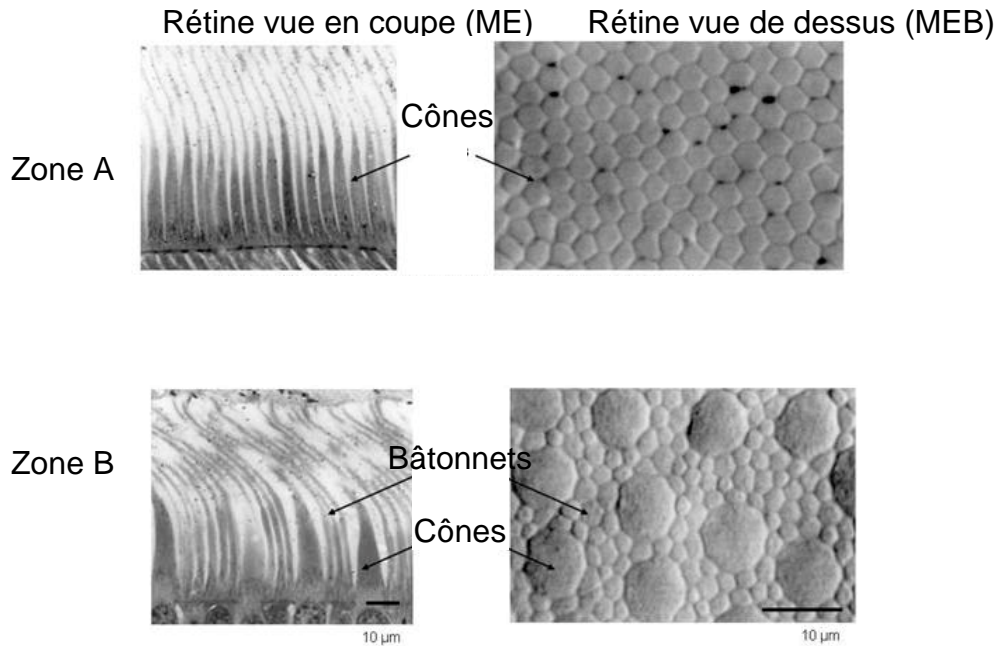 Rétine vue en coupe (ME) Rétine vue de dessus (MEB)
Cônes
Zone A
Zone B
Bâtonnets
Cônes
10 µm
10 µm